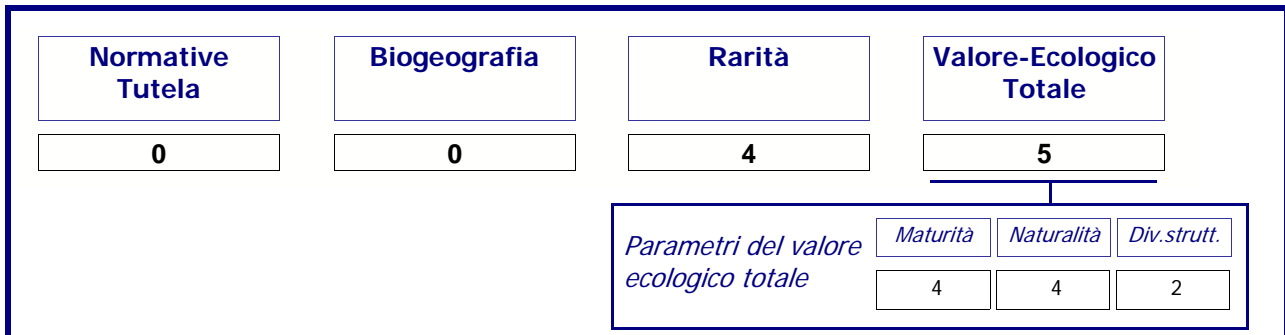 Normative
Tutela
Biogeografia
Rarità
Valore-Ecologico
Totale
0
0
4
5
Parametri del valore
ecologico totale
Maturità
Naturalità
Div.strutt.
4
4
2